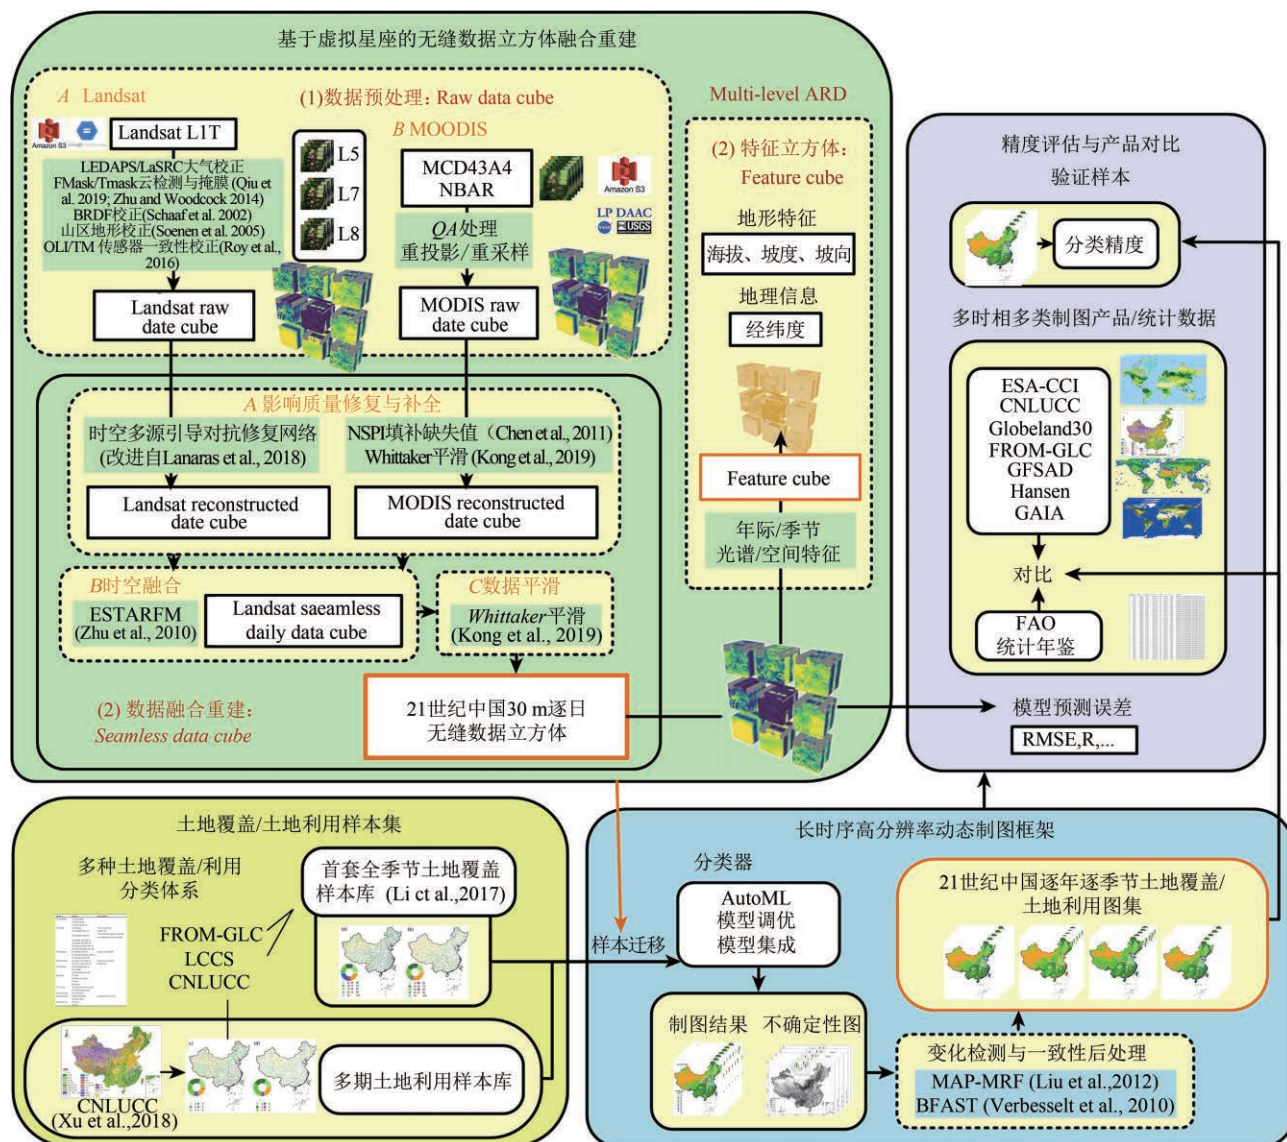 基于虚拟星座的无缝数据立方体融合重建
A Landsat
(1)数据预处理: Raw data cube
Amazon S3
Landsat L1T
LEDAPS/LaSRC大气校正
FMask/Tmask云检测与掩膜(Qiu et
al. 2019; Zhu and Woodcock 2014)
BRDF校正(Schaaf et al. 2002)
山区地形校正(Soenen et al. 2005)
OLI/TM 传感器一致性校正(Roy et al.,
2016)
Landsat raw
date cube
L5
L7
L8
B MOODIS
MCD43A4
NBAR
Amazon S3
LP DAAC
USGS
QA处理
重投影/重采样
MODIS raw
date cube
A 影响质量修复与补全
时空多源引导对抗修复网络
(改进自Lanaras et al., 2018)
Landsat reconstructed
date cube
NSPI填补缺失值（Chen et al., 2011)
Whittaker平滑 (Kong et al., 2019)
MODIS reconstructed
date cube
B时空融合
ESTARFM
(Zhu et al., 2010)
Landsat saeamless
daily data cube
C数据平滑
Whittaker平滑
(Kong et al., 2019)
(2) 数据融合重建:
Seamless data cube
21世纪中国30 m逐日
无缝数据立方体
Multi-level ARD
(2) 特征立方体:
Feature cube
地形特征
海拔、坡度、坡向
地理信息
经纬度
Feature cube
年际/季节
光谱/空间特征
精度评估与产品对比
验证样本
分类精度
多时相多类制图产品/统计数据
ESA-CCI
CNLUCC
Globeland30
FROM-GLC
GFSAD
Hansen
GAIA
对比
FAO
统计年鉴
模型预测误差
RMSE,R,...
土地覆盖/土地利用样本集
多种土地覆盖/利用
分类体系
首套全季节土地覆盖
样本库 (Li ct al.,2017)
FROM-GLC
LCCS
CNLUCC
CNLUCC
(Xu et al.,2018)
多期土地利用样本库
长时序高分辨率动态制图框架
分类器
AutoML
模型调优
模型集成
样本迁移
制图结果
不确定性图
21世纪中国逐年逐季节土地覆盖/
土地利用图集
变化检测与一致性后处理
MAP-MRF (Liu et al.,2012)
BFAST (Verbesselt et al., 2010)